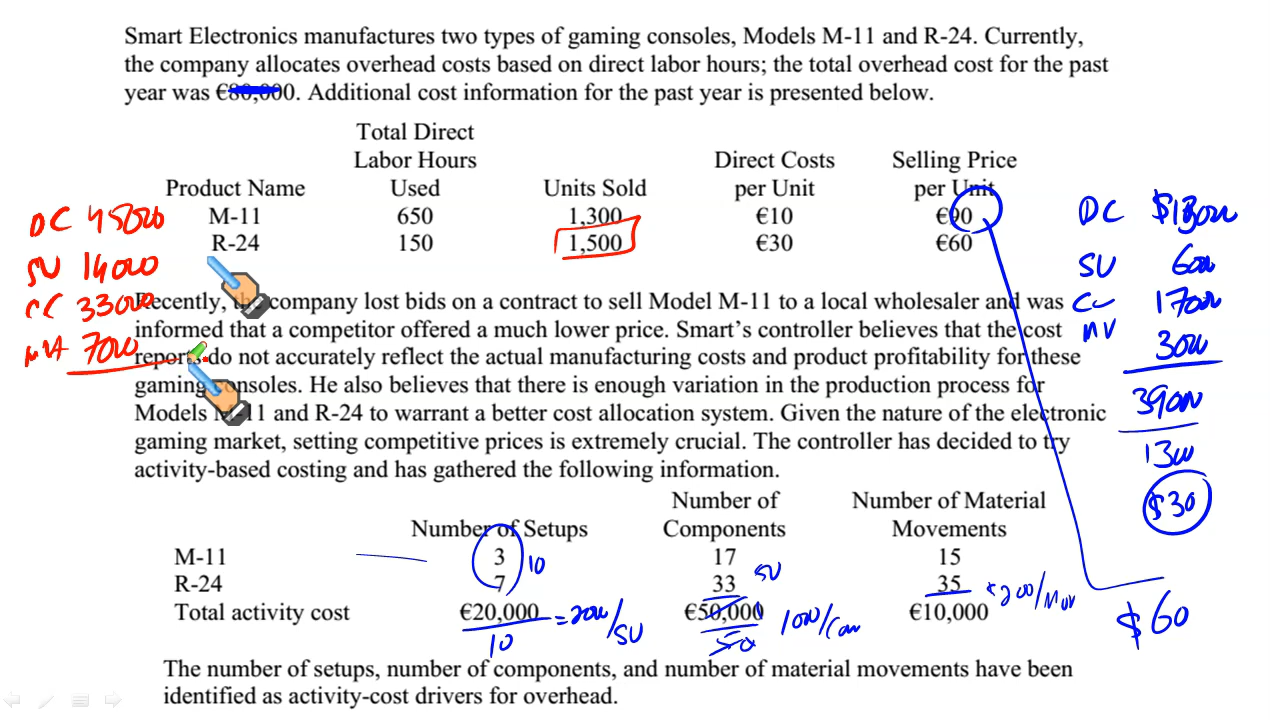 Smart Electronics manufactures two types of gaming consoles, Models M-11 and R-24. Currently,
the company allocates overhead costs based on direct labor hours; the total overhead cost for the past
year was €80,000. Additional cost information for the past year is presented below.
Total Direct
Labor Hours Direct Costs Selling Price
Product Name Used Units Sold per Unit per Unit
M-11 650 1,300 €10 €90
R-24 150 1,500 €30 €60
DC 45000
SU 14000
CC 33000
7000
DC $13000
SU 6000
17000
MV 3000
39000
1300
$30
$60
Recently, the company lost bids on a contract to sell Model M-11 to a local wholesaler and was
informed that a competitor offered a much lower price. Smart’s controller believes that the cost
reports do not accurately reflect the actual manufacturing costs and product profitability for these
gaming consoles. He also believes that there is enough variation in the production process for
Models M-11 and R-24 to warrant a better cost allocation system. Given the nature of the electronic
gaming market, setting competitive prices is extremely crucial. The controller has decided to try
activity-based costing and has gathered the following information.
Number of Number of Material
Number of Setups Components Movements
M-11 3 17 15
R-24 7 33 35
Total activity cost €20,000 €50,000 €10,000
10
50
= 2000/SU
10
50
1000/Com
200/Mov
The number of setups, number of components, and number of material movements have been
identified as activity-cost drivers for overhead.